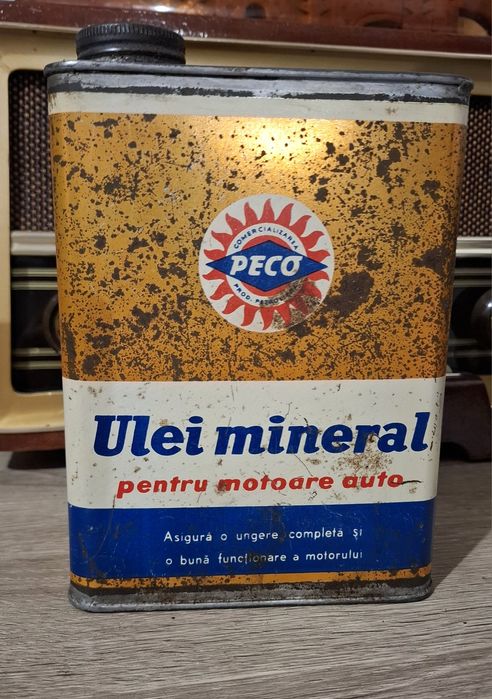 COMERCIALIZAREA
PECO
PROD. PETROLIERE
Ulei mineral
pentru motoare auto
Asigură o ungere completă și
o bună funcționare a motorului